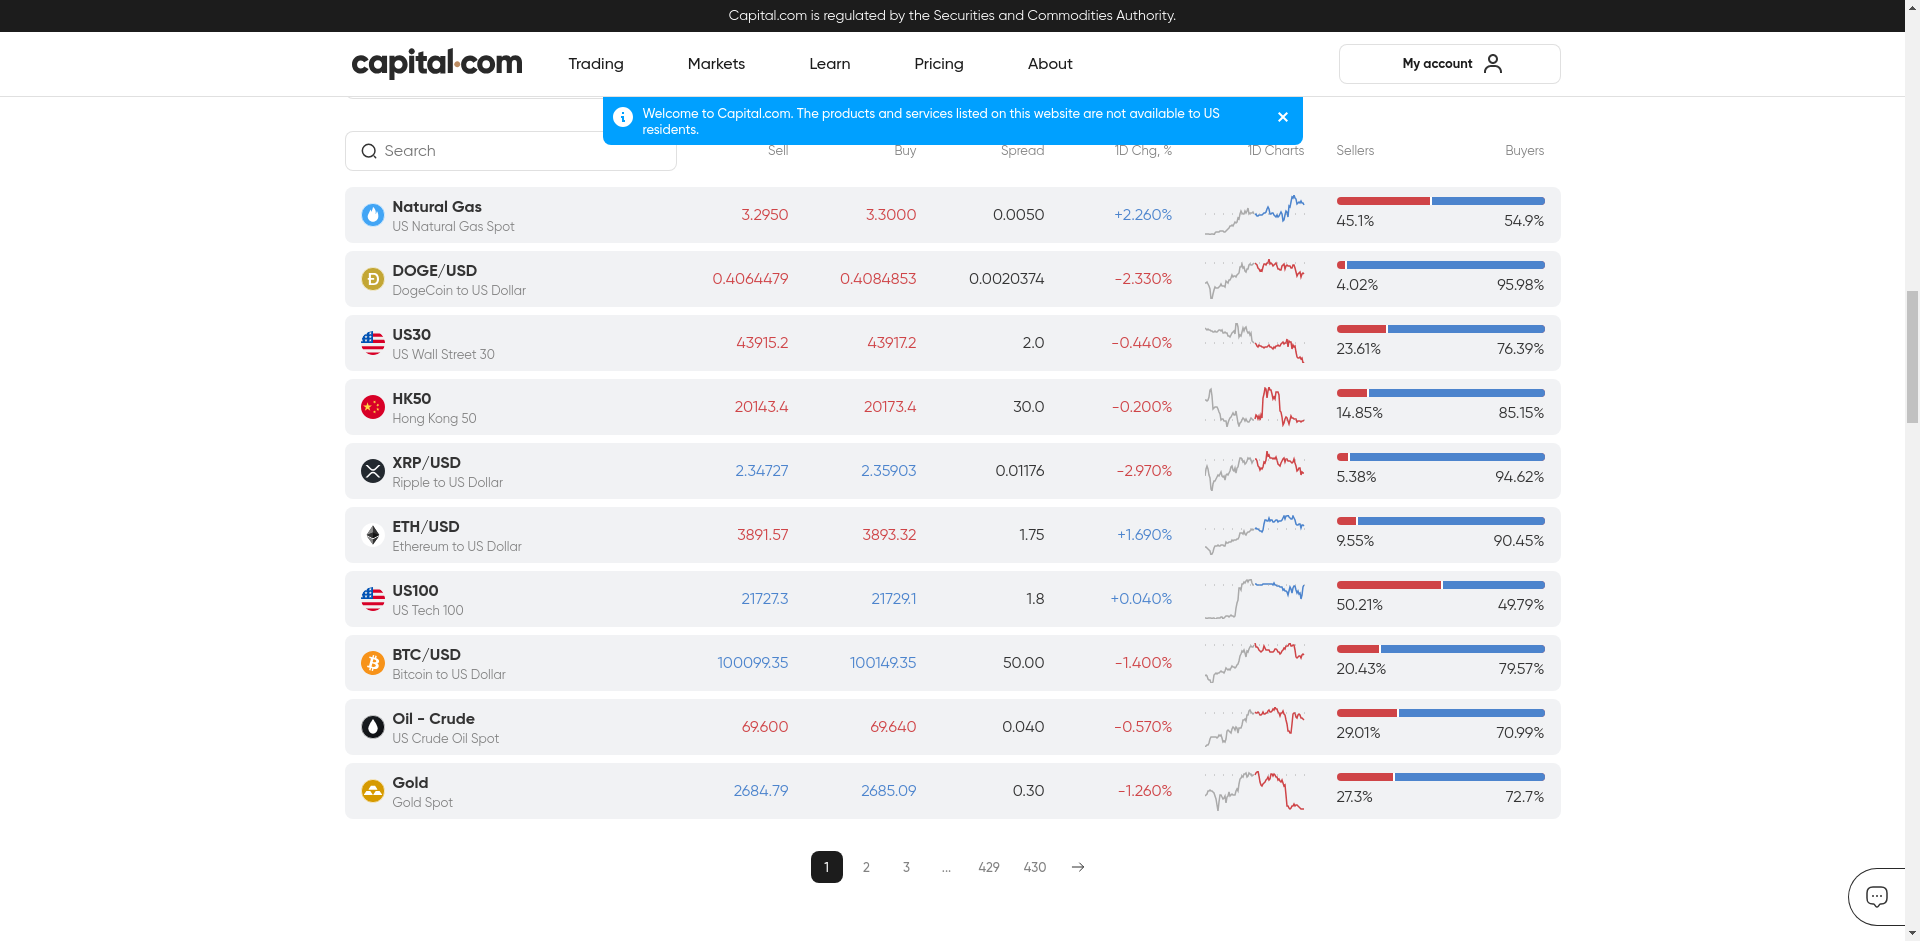 Capital.com is regulated by the Securities and Commodities Authority.
capital.com Trading Markets Learn Pricing About My account
Welcome to Capital.com. The products and services listed on this website are not available to US
residents.
Search Sell Buy Spread 1D Chg, % 1D Charts Sellers Buyers
Natural Gas
US Natural Gas Spot
3.2950 3.3000 0.0050 +2.260% 45.1% 54.9%
DOGE/USD
DogeCoin to US Dollar
0.4064479 0.4084853 0.0020374 -2.330% 4.02% 95.98%
US30
US Wall Street 30
43915.2 43917.2 2.0 -0.440% 23.61% 76.39%
HK50
Hong Kong 50
20143.4 20173.4 30.0 -0.200% 14.85% 85.15%
XRP/USD
Ripple to US Dollar
2.34727 2.35903 0.01176 -2.970% 5.38% 94.62%
ETH/USD
Ethereum to US Dollar
3891.57 3893.32 1.75 +1.690% 9.55% 90.45%
US100
US Tech 100
21727.3 21729.1 1.8 +0.040% 50.21% 49.79%
BTC/USD
Bitcoin to US Dollar
100099.35 100149.35 50.00 -1.400% 20.43% 79.57%
Oil - Crude
US Crude Oil Spot
69.600 69.640 0.040 -0.570% 29.01% 70.99%
Gold
Gold Spot
2684.79 2685.09 0.30 -1.260% 27.3% 72.7%
1 2 3 ... 429 430